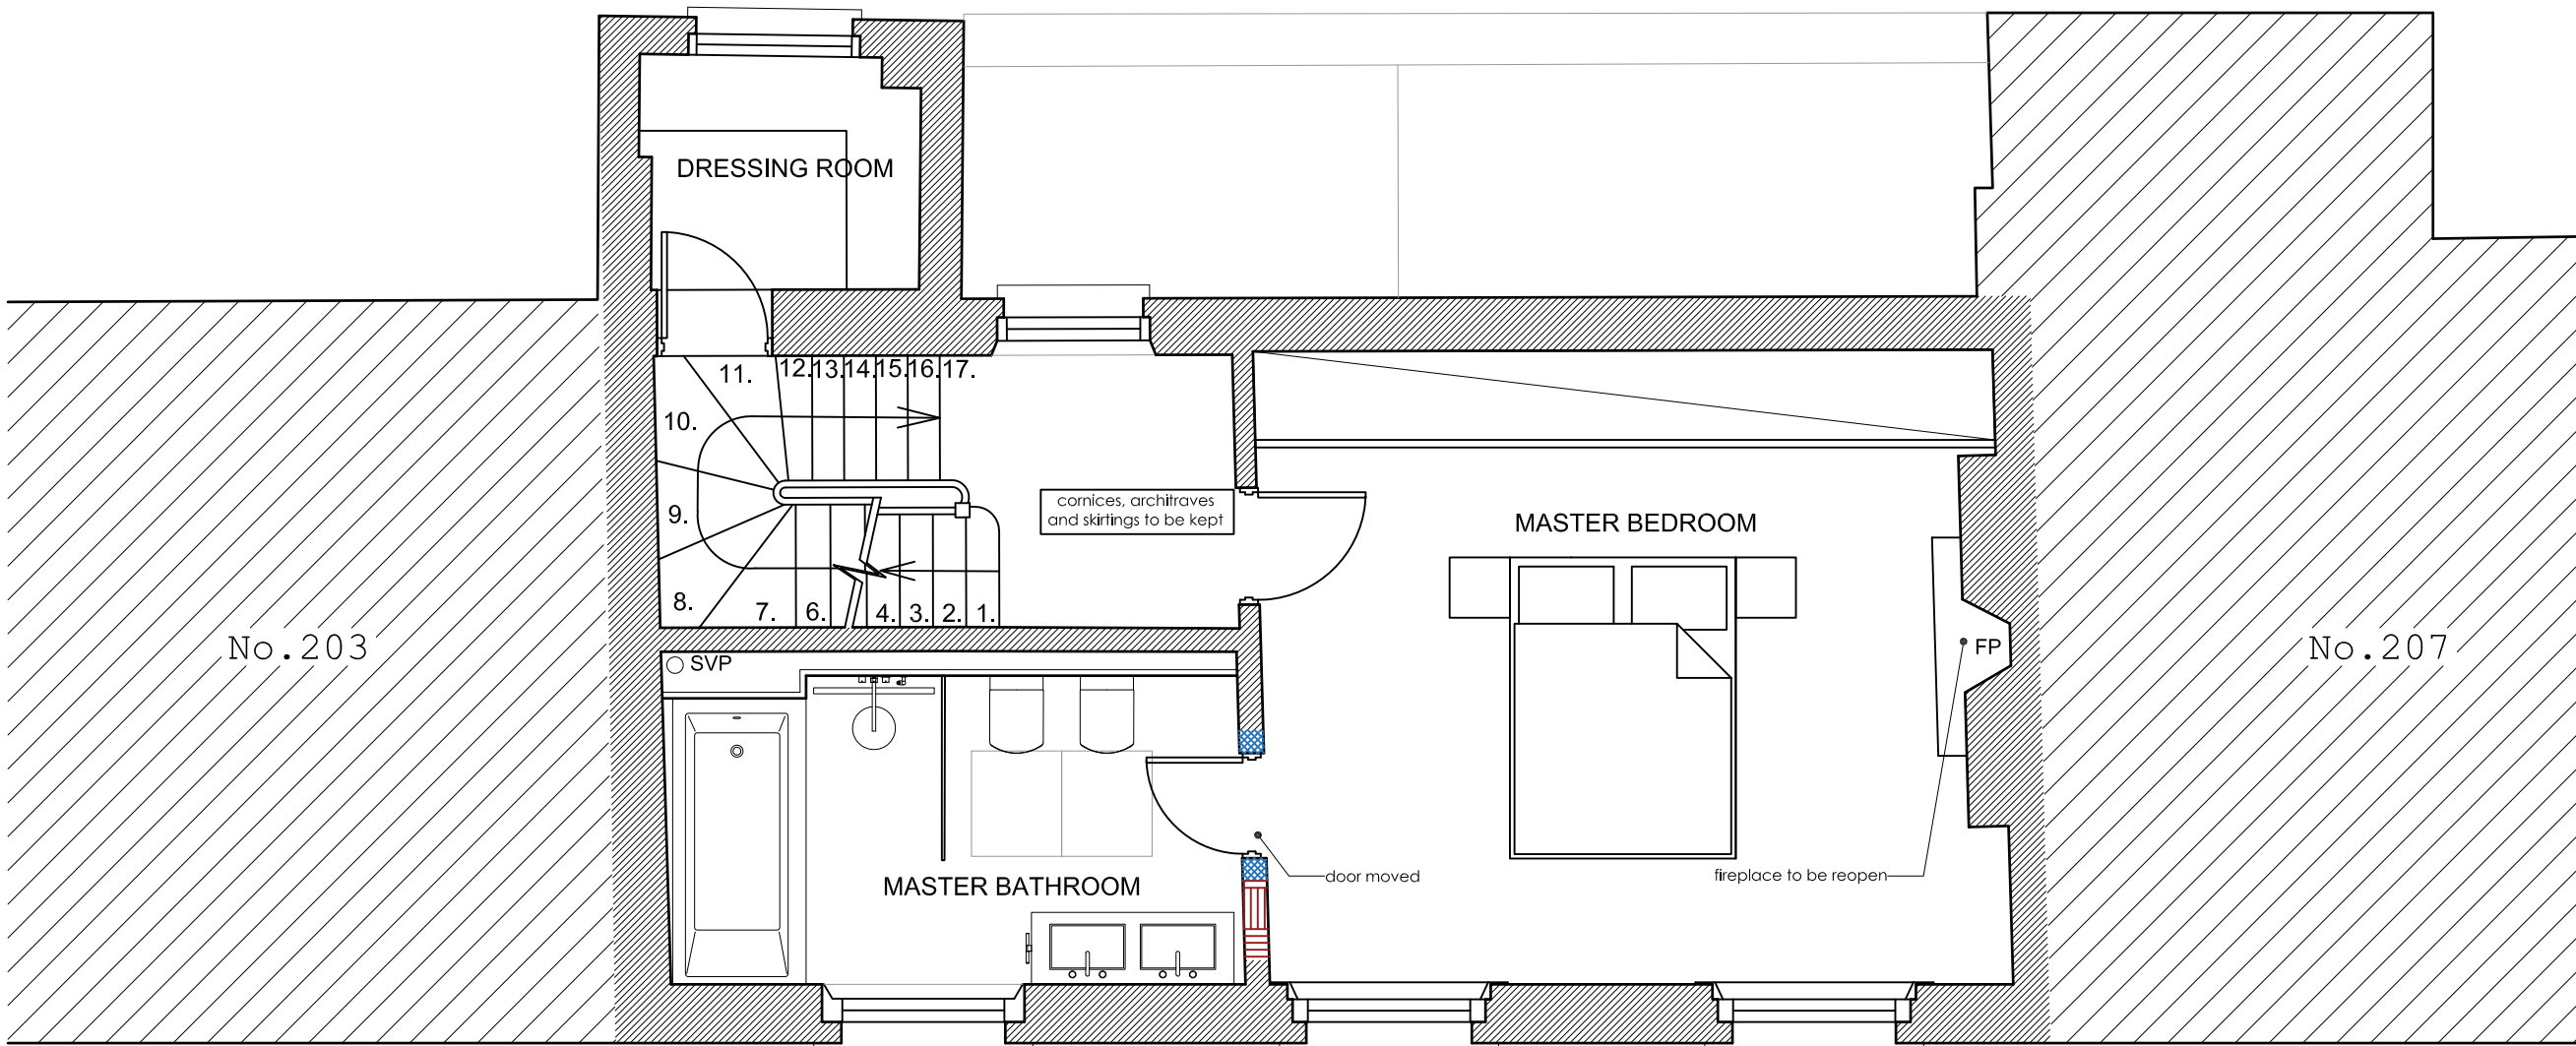 DRESSING ROOM
11.
12.
13.
14.
15.
16.
17.
10.
9.
8.
7.
6.
4.
3.
2.
1.
cornices, architraves
and skirtings to be kept
MASTER BEDROOM
No.203
SVP
FP
No.207
MASTER BATHROOM
door moved
fireplace to be reopen